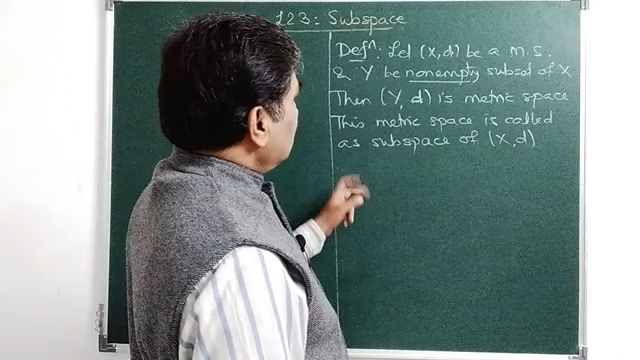 1.2.3: Subspace
Defⁿ: Let (X,d) be a m.s.
& Y be nonempty subset of X
Then (Y, d) is metric space
This metric space is called
as subspace of (X,d)